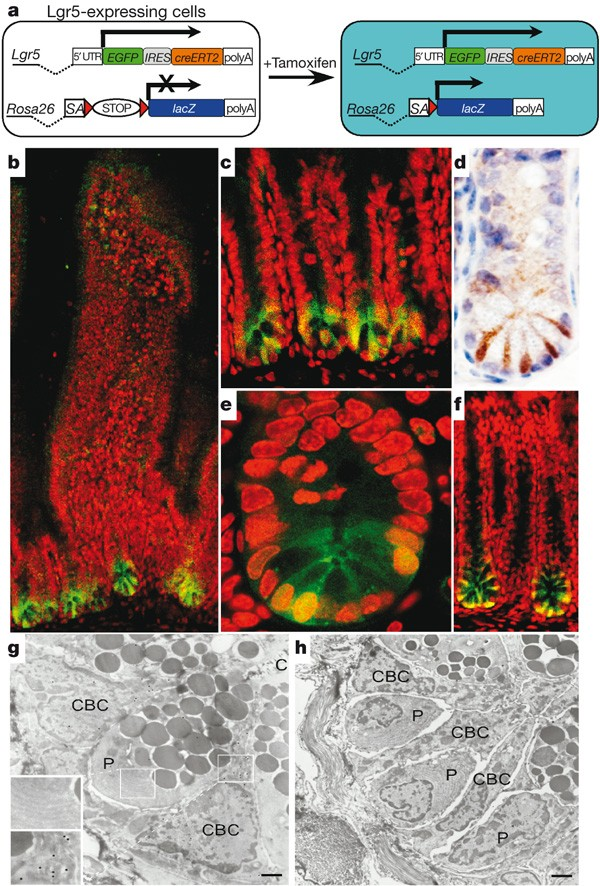 a
Lgr5-expressing cells
Lgr5 5′ UTR EGFP IRES creERT2 polyA
+Tamoxifen
Lgr5 5′ UTR EGFP IRES creERT2 polyA
Rosa26 SA STOP X lacZ polyA
Rosa26 SA lacZ polyA
b
c
d
e
f
g
C
CBC
P
CBC
h
CBC
P
CBC
P
CBC
P